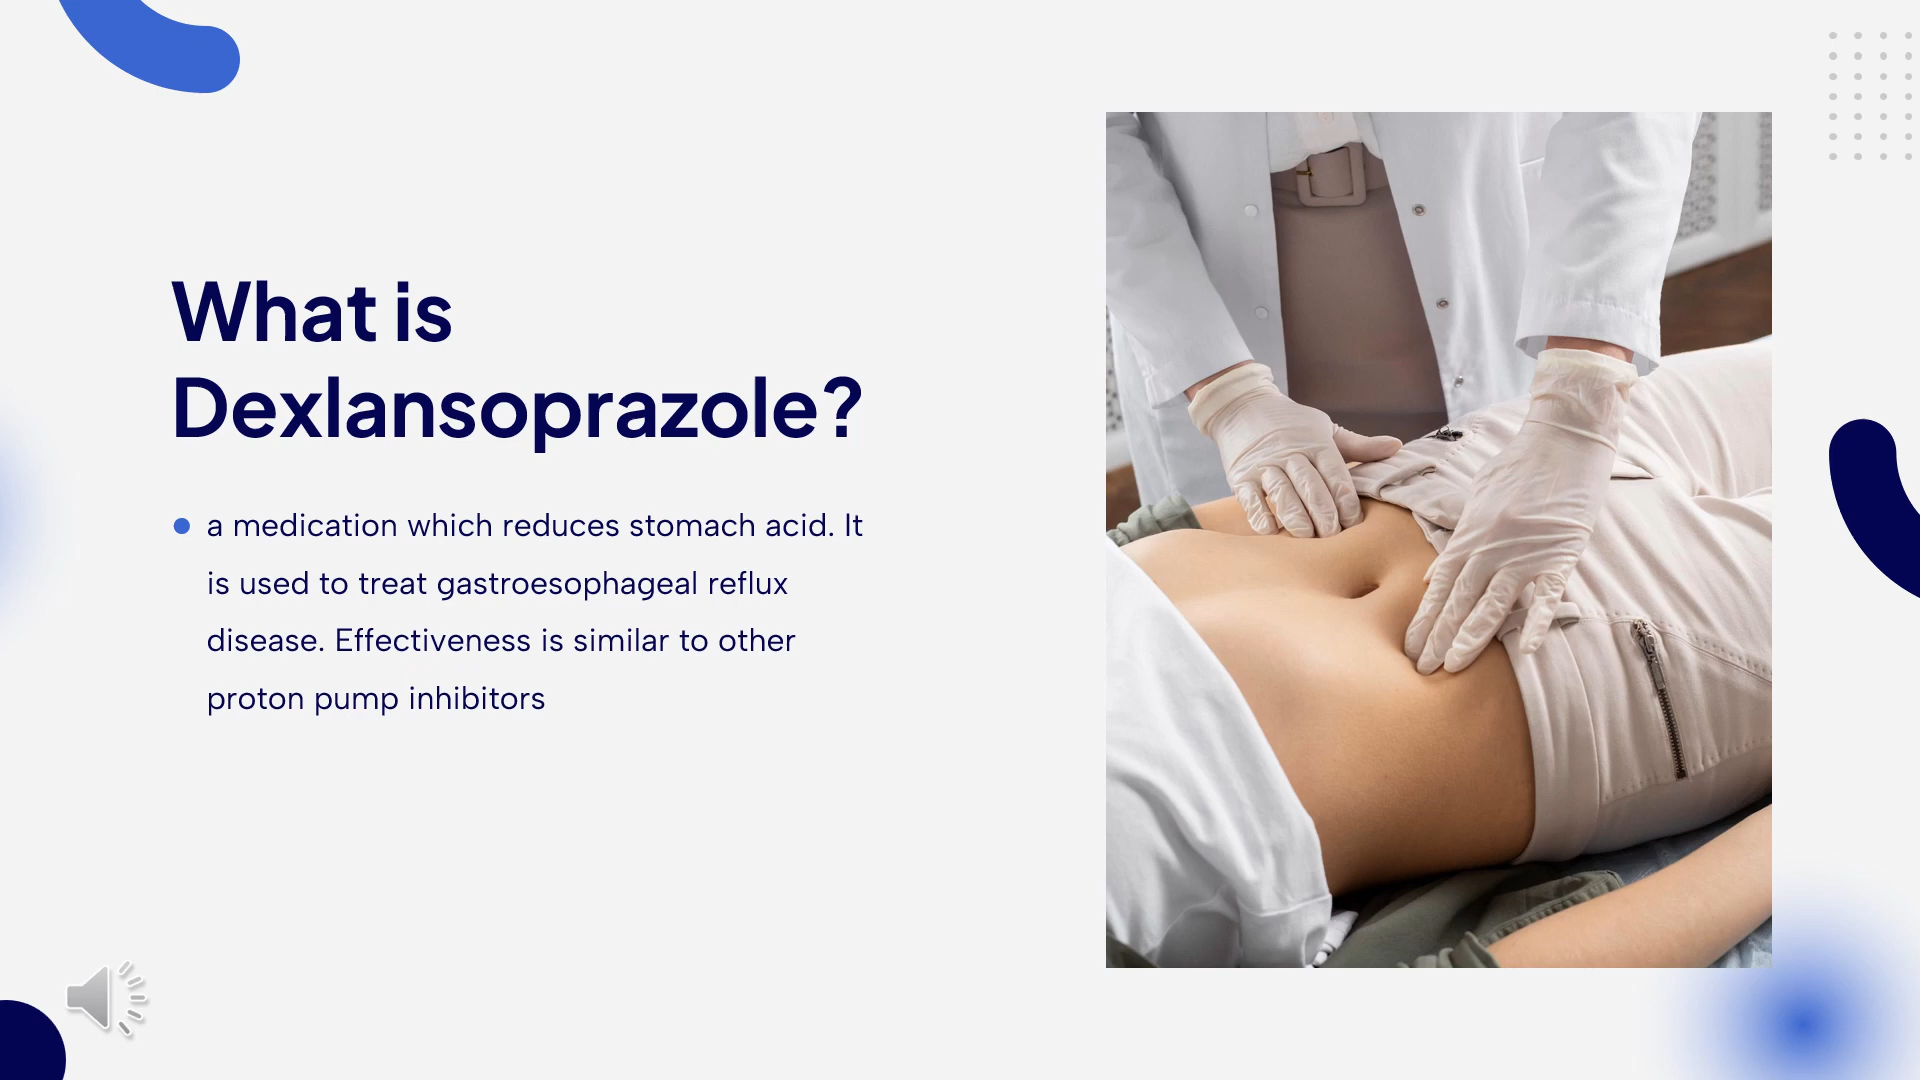 What is
Dexlansoprazole?
a medication which reduces stomach acid. It
is used to treat gastroesophageal reflux
disease. Effectiveness is similar to other
proton pump inhibitors